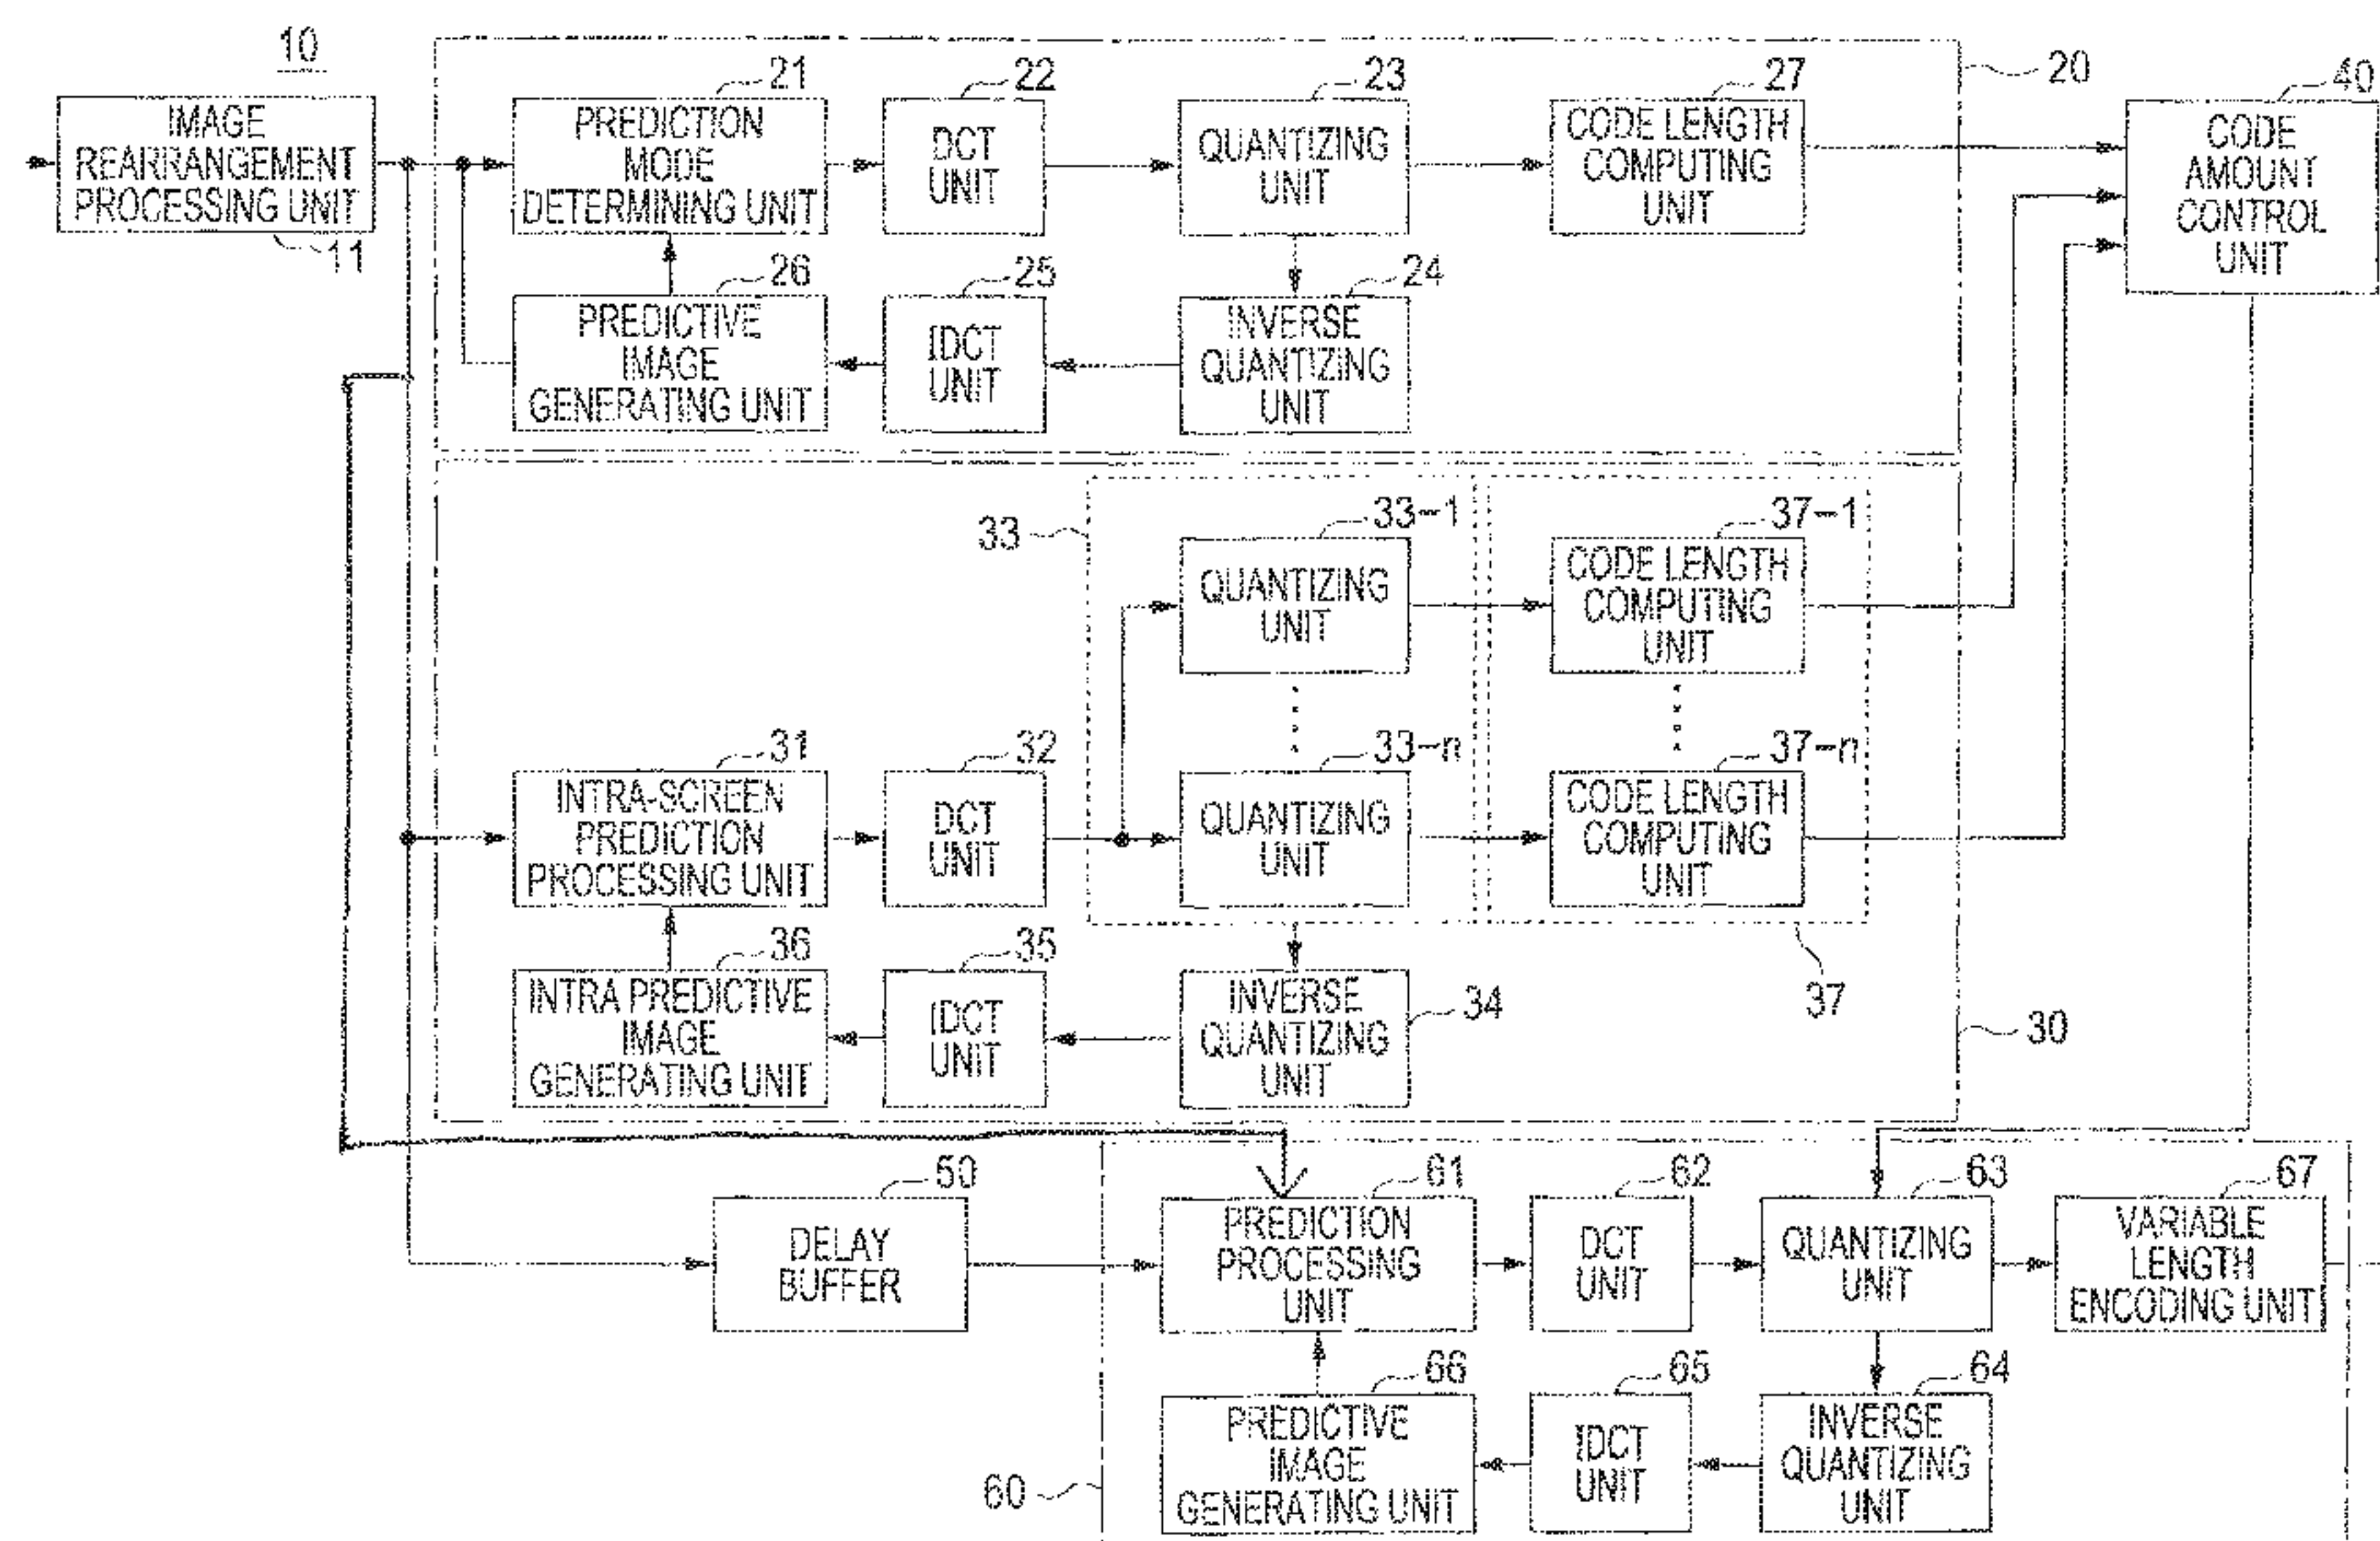 10
IMAGE
REARRANGEMENT
PROCESSING UNIT
11
20
21
PREDICTION
MODE
DETERMINING UNIT
22
DCT
UNIT
23
QUANTIZING
UNIT
27
CODE LENGTH
COMPUTING
UNIT
40
CODE
AMOUNT
CONTROL
UNIT
26
PREDICTIVE
IMAGE
GENERATING UNIT
25
IDCT
UNIT
24
INVERSE
QUANTIZING
UNIT
33
33-1
QUANTIZING
UNIT
37-1
CODE LENGTH
COMPUTING
UNIT
31
INTRA-SCREEN
PREDICTION
PROCESSING UNIT
32
DCT
UNIT
33-n
QUANTIZING
UNIT
37-n
CODE LENGTH
COMPUTING
UNIT
36
INTRA PREDICTIVE
IMAGE
GENERATING UNIT
35
IDCT
UNIT
INVERSE
QUANTIZING
UNIT
34
37
30
50
DELAY
BUFFER
61
PREDICTION
PROCESSING
UNIT
62
DCT
UNIT
63
QUANTIZING
UNIT
67
VARIABLE
LENGTH
ENCODING UNIT
60
66
PREDICTIVE
IMAGE
GENERATING UNIT
65
IDCT
UNIT
64
INVERSE
QUANTIZING
UNIT